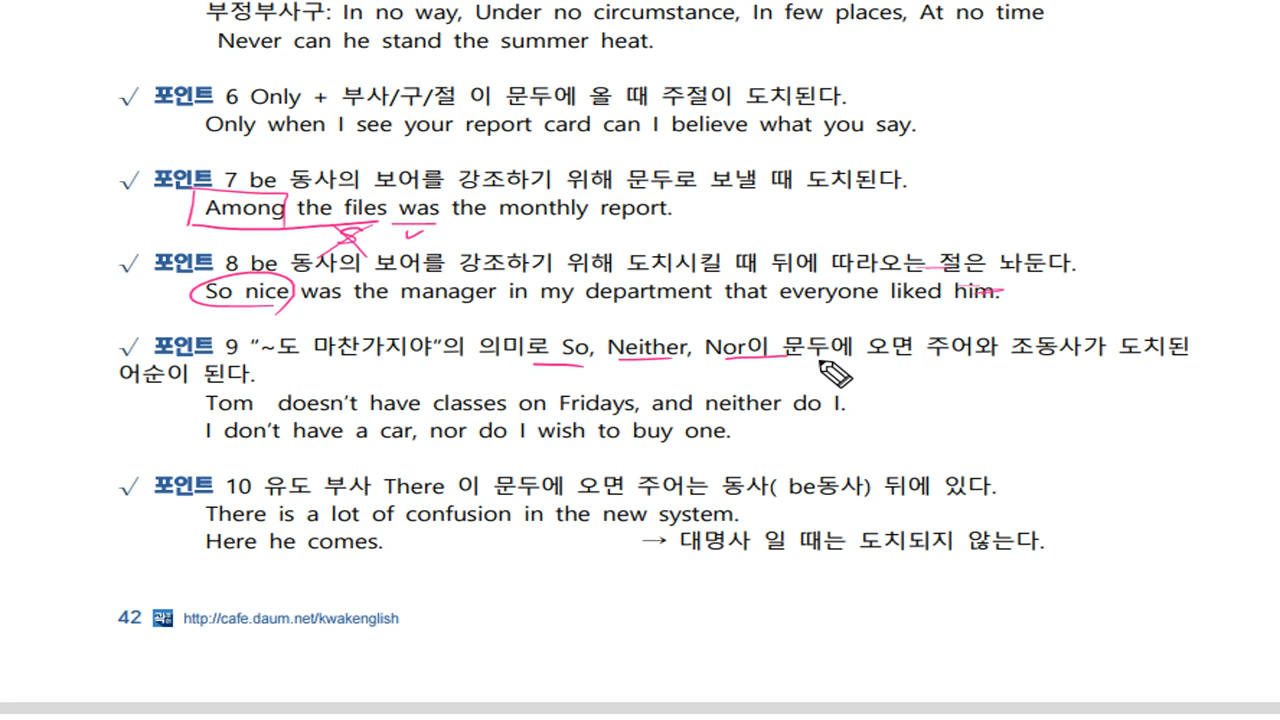 부정부사구: In no way, Under no circumstance, In few places, At no time
Never can he stand the summer heat.
√ 포인트 6 Only + 부사/구/절 이 문두에 올 때 주절이 도치된다.
Only when I see your report card can I believe what you say.
√ 포인트 7 be 동사의 보어를 강조하기 위해 문두로 보낼 때 도치된다.
Among the files was the monthly report.
√ 포인트 8 be 동사의 보어를 강조하기 위해 도치시킬 때 뒤에 따라오는 절은 놔둔다.
So nice was the manager in my department that everyone liked him.
√ 포인트 9 "~도 마찬가지야"의 의미로 So, Neither, Nor이 문두에 오면 주어와 조동사가 도치된
어순이 된다.
Tom doesn't have classes on Fridays, and neither do I.
I don't have a car, nor do I wish to buy one.
√ 포인트 10 유도 부사 There 이 문두에 오면 주어는 동사( be동사) 뒤에 있다.
There is a lot of confusion in the new system.
Here he comes. → 대명사 일 때는 도치되지 않는다.
42 http://cafe.daum.net/kwakenglish